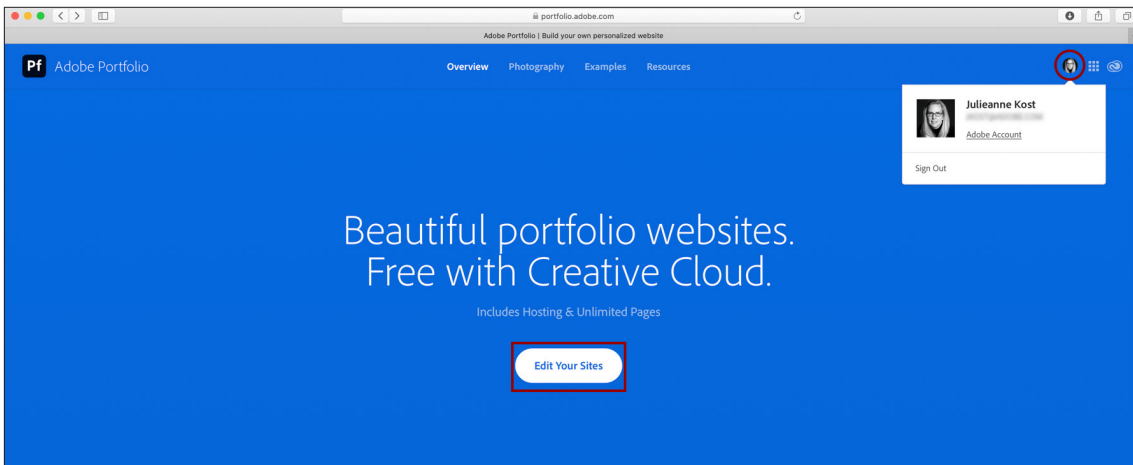 portfolio.adobe.com
Adobe Portfolio | Build your own personalized website
Pf Adobe Portfolio
Overview Photography Examples Resources
Julieanne Kost
Adobe Account
Sign Out
Beautiful portfolio websites.
Free with Creative Cloud.
Includes Hosting & Unlimited Pages
Edit Your Sites